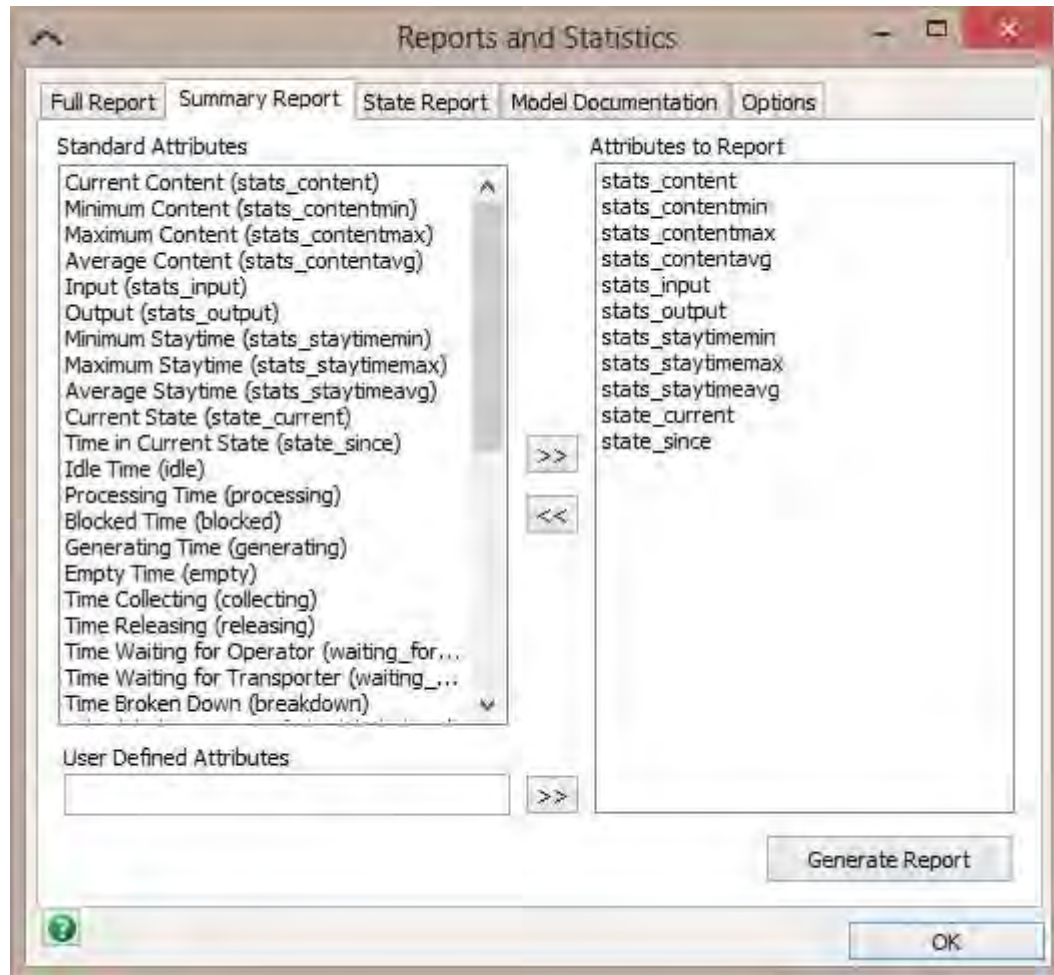 Reports and Statistics
Full Report Summary Report State Report Model Documentation Options
Standard Attributes
Current Content (stats_content)
Minimum Content (stats_contentmin)
Maximum Content (stats_contentmax)
Average Content (stats_contentavg)
Input (stats_input)
Output (stats_output)
Minimum Staytime (stats_staytimemin)
Maximum Staytime (stats_staytimemax)
Average Staytime (stats_staytimeavg)
Current State (state_current)
Time in Current State (state_since)
Idle Time (idle)
Processing Time (processing)
Blocked Time (blocked)
Generating Time (generating)
Empty Time (empty)
Time Collecting (collecting)
Time Releasing (releasing)
Time Waiting for Operator (waiting_for...
Time Waiting for Transporter (waiting_...
Time Broken Down (breakdown)
>>
<<
Attributes to Report
stats_content
stats_contentmin
stats_contentmax
stats_contentavg
stats_input
stats_output
stats_staytimemin
stats_staytimemax
stats_staytimeavg
state_current
state_since
User Defined Attributes
>>
Generate Report
?
OK